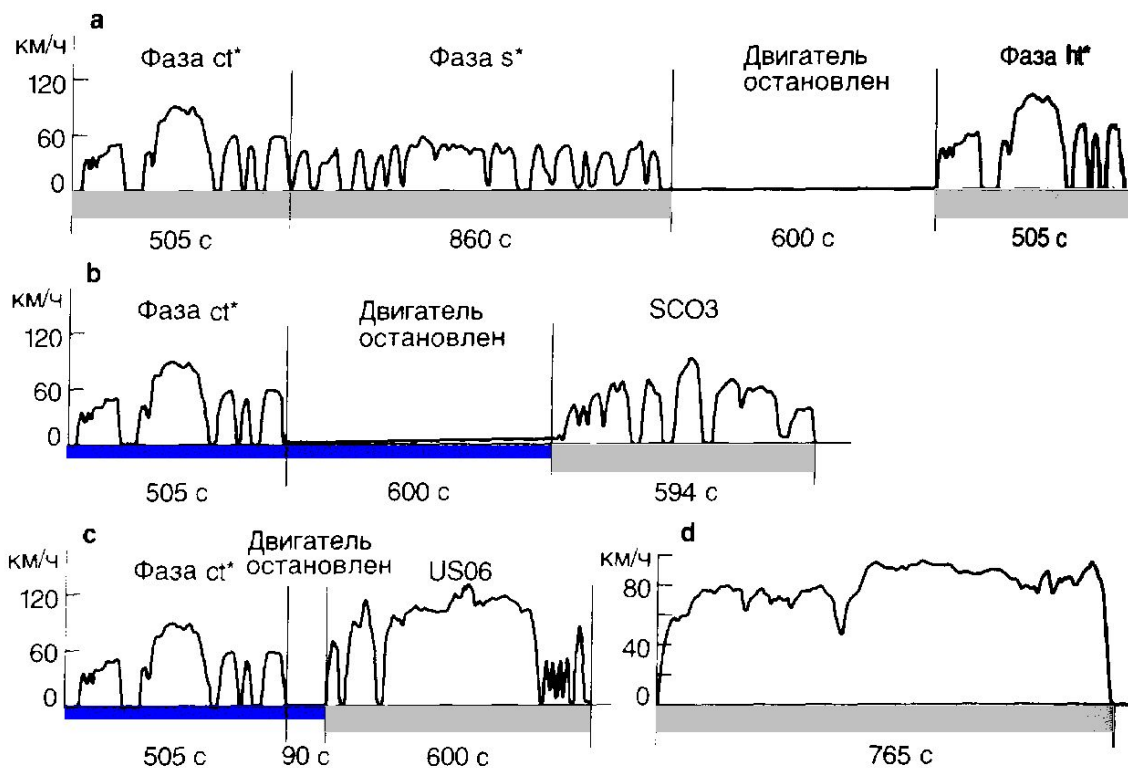 a
км/ч
Фаза ct*
Фаза s*
Двигатель
остановлен
Фаза ht*
120
60
0
505 с
860 с
600 с
505 с
b
км/ч
Фаза ct*
Двигатель
остановлен
SCO3
120
60
0
505 с
600 с
594 с
c
км/ч
Фаза ct*
Двигатель
остановлен
US06
120
60
0
505 с
90 с
600 с
d
км/ч
80
40
0
765 с